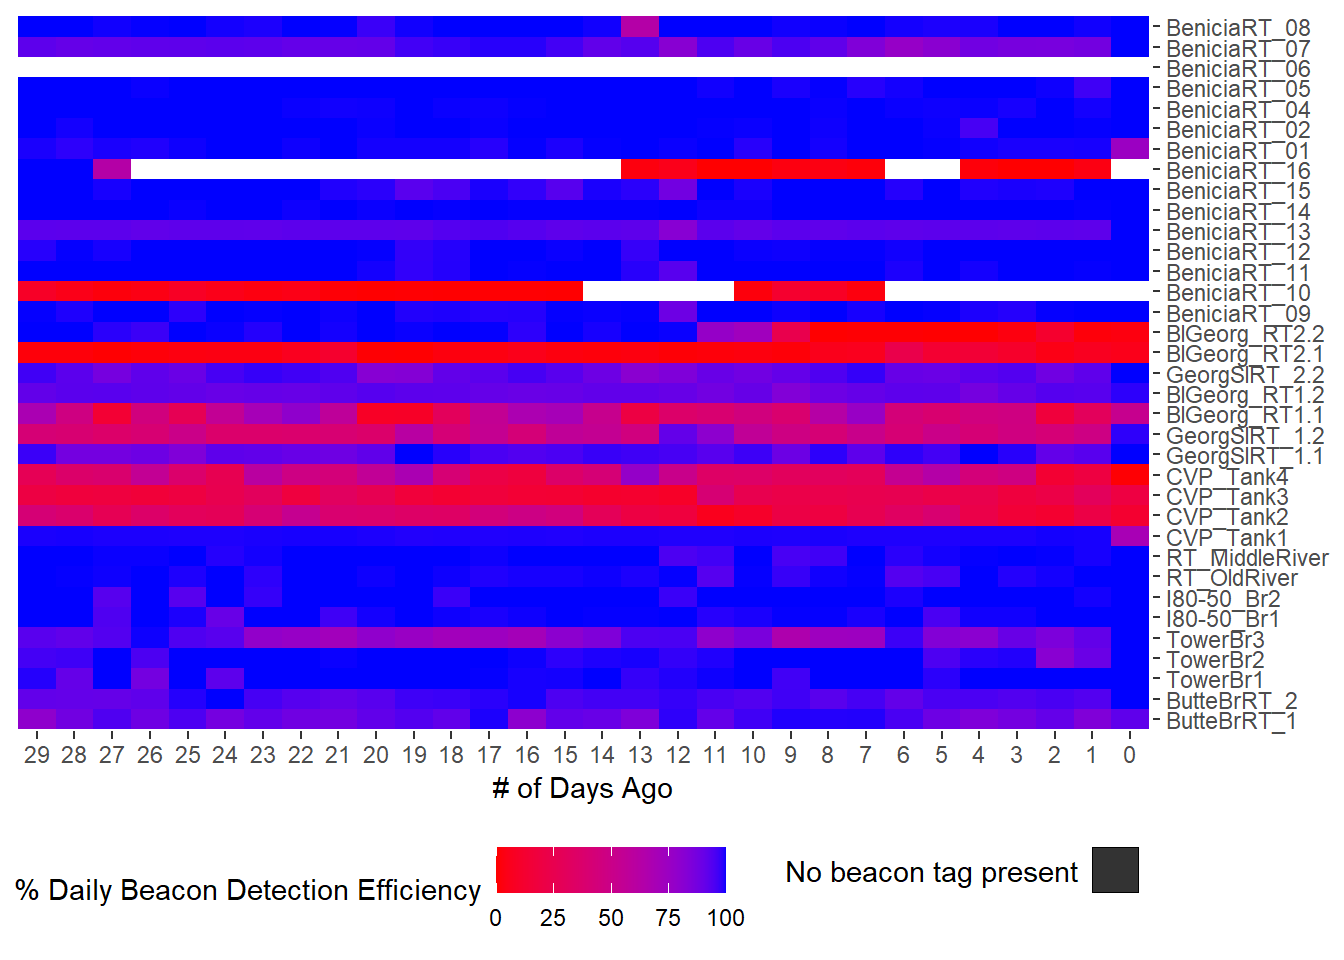 BeniciaRT_08
BeniciaRT_07
BeniciaRT_06
BeniciaRT_05
BeniciaRT_04
BeniciaRT_02
BeniciaRT_01
BeniciaRT_16
BeniciaRT_15
BeniciaRT_14
BeniciaRT_13
BeniciaRT_12
BeniciaRT_11
BeniciaRT_10
BeniciaRT_09
BlGeorg_RT2.2
BlGeorg_RT2.1
GeorgSlRT_2.2
BlGeorg_RT1.2
BlGeorg_RT1.1
GeorgSlRT_1.2
GeorgSlRT_1.1
CVP_Tank4
CVP_Tank3
CVP_Tank2
CVP_Tank1
RT_MiddleRiver
RT_OldRiver
I80-50_Br2
I80-50_Br1
TowerBr3
TowerBr2
TowerBr1
ButteBrRT_2
ButteBrRT_1
29 28 27 26 25 24 23 22 21 20 19 18 17 16 15 14 13 12 11 10 9 8 7 6 5 4 3 2 1 0
# of Days Ago
% Daily Beacon Detection Efficiency
0 25 50 75 100
No beacon tag present